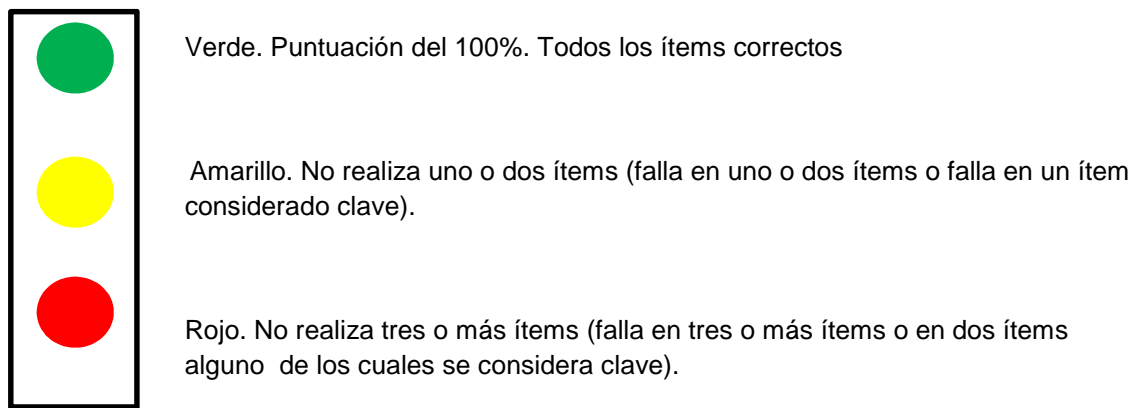 Verde. Puntuación del 100%. Todos los ítems correctos
Amarillo. No realiza uno o dos ítems (falla en uno o dos ítems o falla en un ítem
considerado clave).
Rojo. No realiza tres o más ítems (falla en tres o más ítems o en dos ítems
alguno  de los cuales se considera clave).